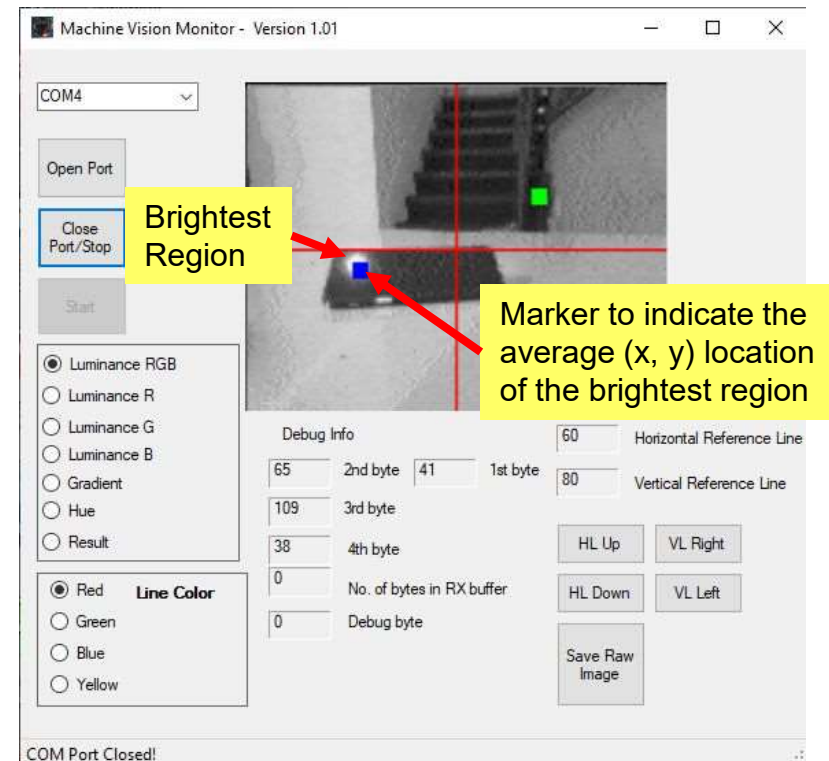 Machine Vision Monitor - Version 1.01
COM4
Open Port
Close
Port/Stop
Start
Brightest
Region
Marker to indicate the
average (x, y) location
of the brightest region
Luminance RGB
Luminance R
Luminance G
Luminance B
Gradient
Hue
Result
Red Line Color
Green
Blue
Yellow
Debug Info
65 2nd byte 41 1st byte
109 3rd byte
38 4th byte
0 No. of bytes in RX buffer
0 Debug byte
60 Horizontal Reference Line
80 Vertical Reference Line
HL Up VL Right
HL Down VL Left
Save Raw
Image
COM Port Closed!